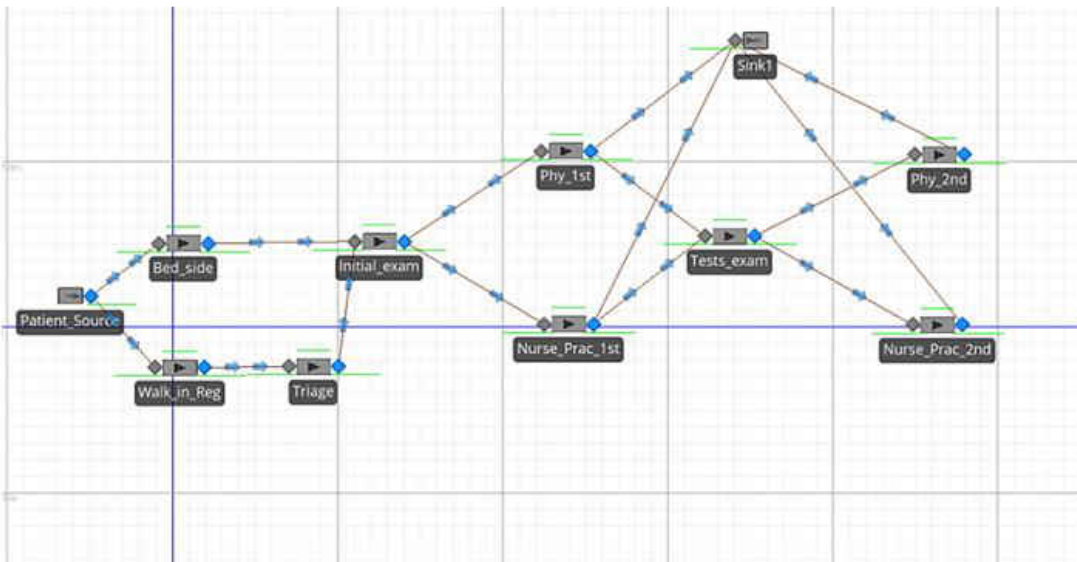 Sink1
Phy_1st
Phy_2nd
Bed_side
Initial_exam
Tests_exam
Patient_Source
Nurse_Prac_1st
Nurse_Prac_2nd
Walk_in_Reg
Triage